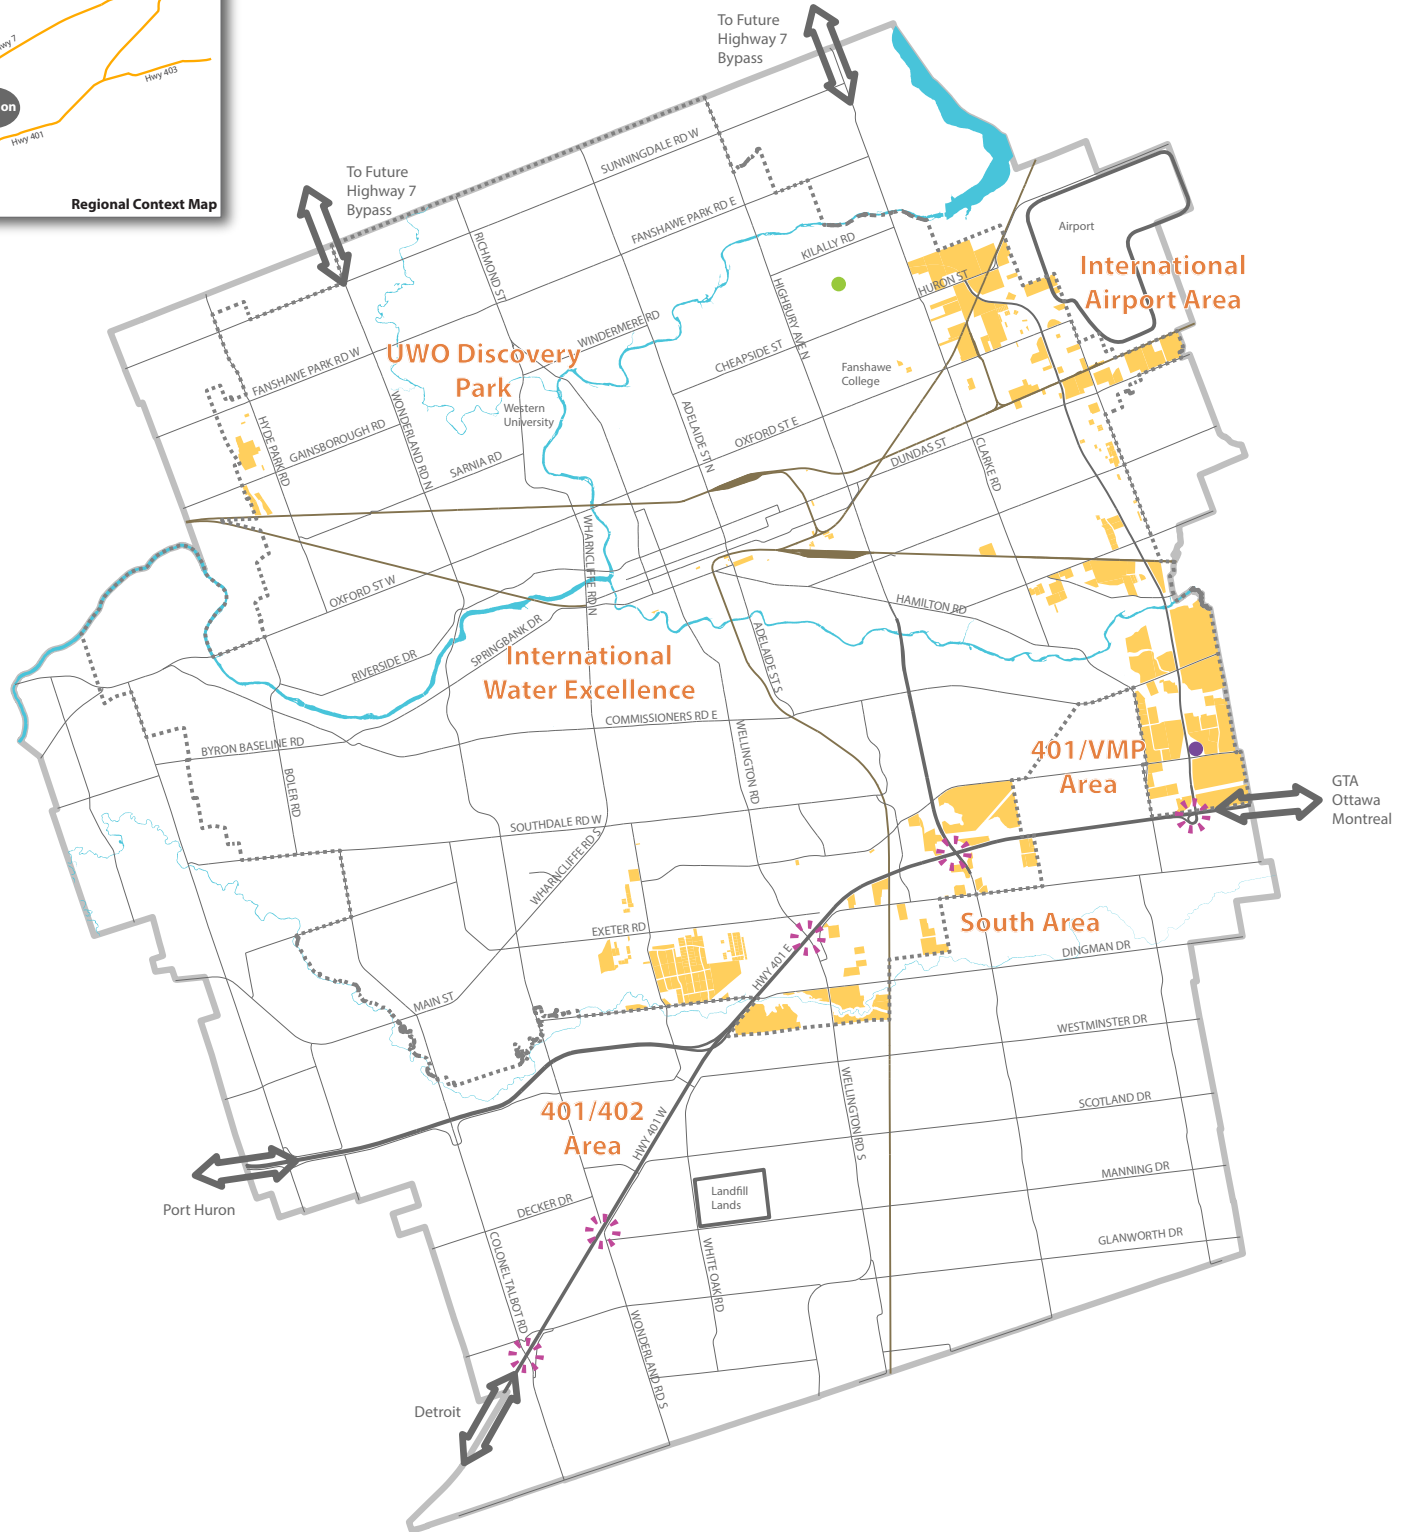 Hwy 403
on
Hwy 401
Regional Context Map
To Future
Highway 7
Bypass
To Future
Highway 7
Bypass
SUNNINGDALE RD W
FANSHAWE PARK RD E
RICHMOND ST
KILALLY RD
Airport
International
Airport Area
HURON ST
HIGHBURY AVE N
WINDERMERE RD
UWO Discovery
Park
FANSHAWE PARK RD W
CHEAPSIDE ST
Fanshawe
College
Western
University
WONDERLAND RD N
HYDE PARK RD
GAINSBOROUGH RD
SARNIA RD
ADELAIDE ST N
OXFORD ST E
DUNDAS ST
CLARKE RD
WHARNCLIFFE RD N
OXFORD ST W
HAMILTON RD
RIVERSIDE DR
SPRINGBANK DR
ADELAIDE ST S
International
Water Excellence
COMMISSIONERS RD E
WELLINGTON RD
BYRON BASELINE RD
BOLER RD
401/VMP
Area
GTA
Ottawa
Montreal
SOUTHDALE RD W
WHARNCLIFFE RD S
EXETER RD
HWY 401 E
South Area
DINGMAN DR
MAIN ST
WESTMINSTER DR
WELLINGTON RD S
401/402
Area
HWY 401 W
SCOTLAND DR
MANNING DR
Landfill
Lands
Port Huron
DECKER DR
COLONEL TALBOT RD
WHITE OAK RD
GLANWORTH DR
WONDERLAND RD S
Detroit